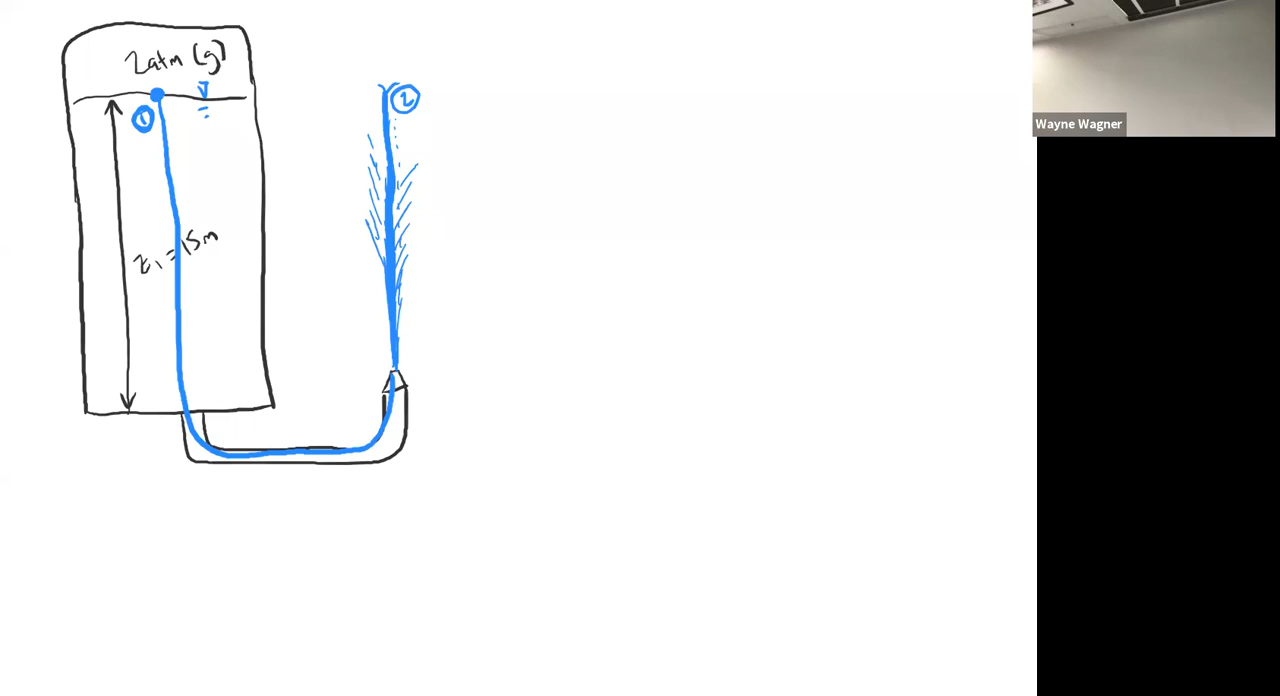 2atm (g)
①
②
z₁ = 15m
Wayne Wagner